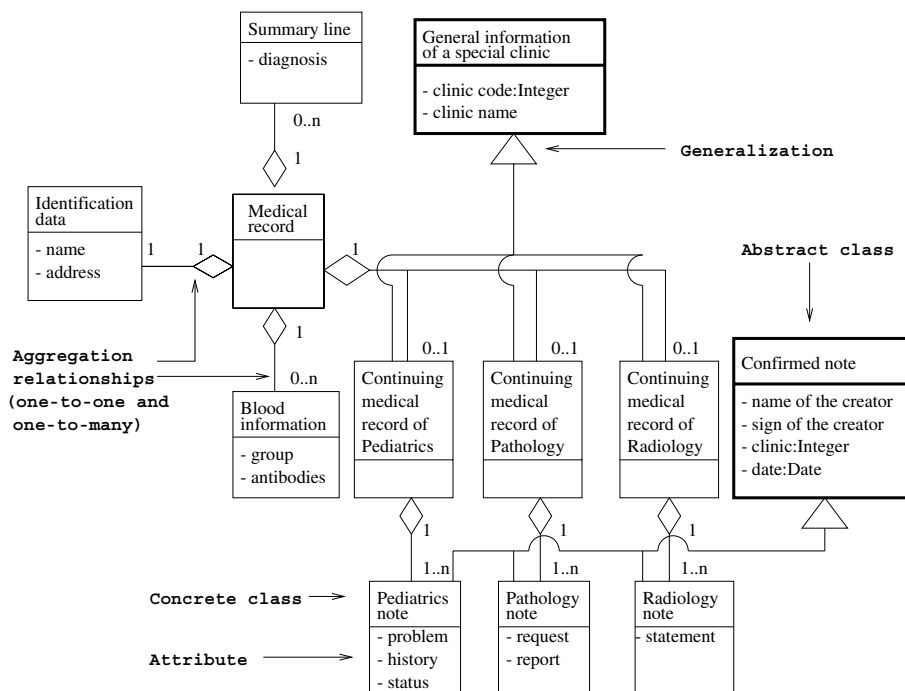 Summary line
- diagnosis
0..n
1
General information
of a special clinic
- clinic code:Integer
- clinic name
Generalization
Identification
data
- name
- address
1
1
Medical
record
1
1
Abstract class
Aggregation
relationships
(one-to-one and
one-to-many)
0..n
Blood
information
- group
- antibodies
0..1
Continuing
medical
record of
Pediatrics
0..1
Continuing
medical
record of
Pathology
0..1
Continuing
medical
record of
Radiology
Confirmed note
- name of the creator
- sign of the creator
- clinic:Integer
- date:Date
1
1
1
1..n
1..n
1..n
Concrete class
Attribute
Pediatrics
note
- problem
- history
- status
Pathology
note
- request
- report
Radiology
note
- statement